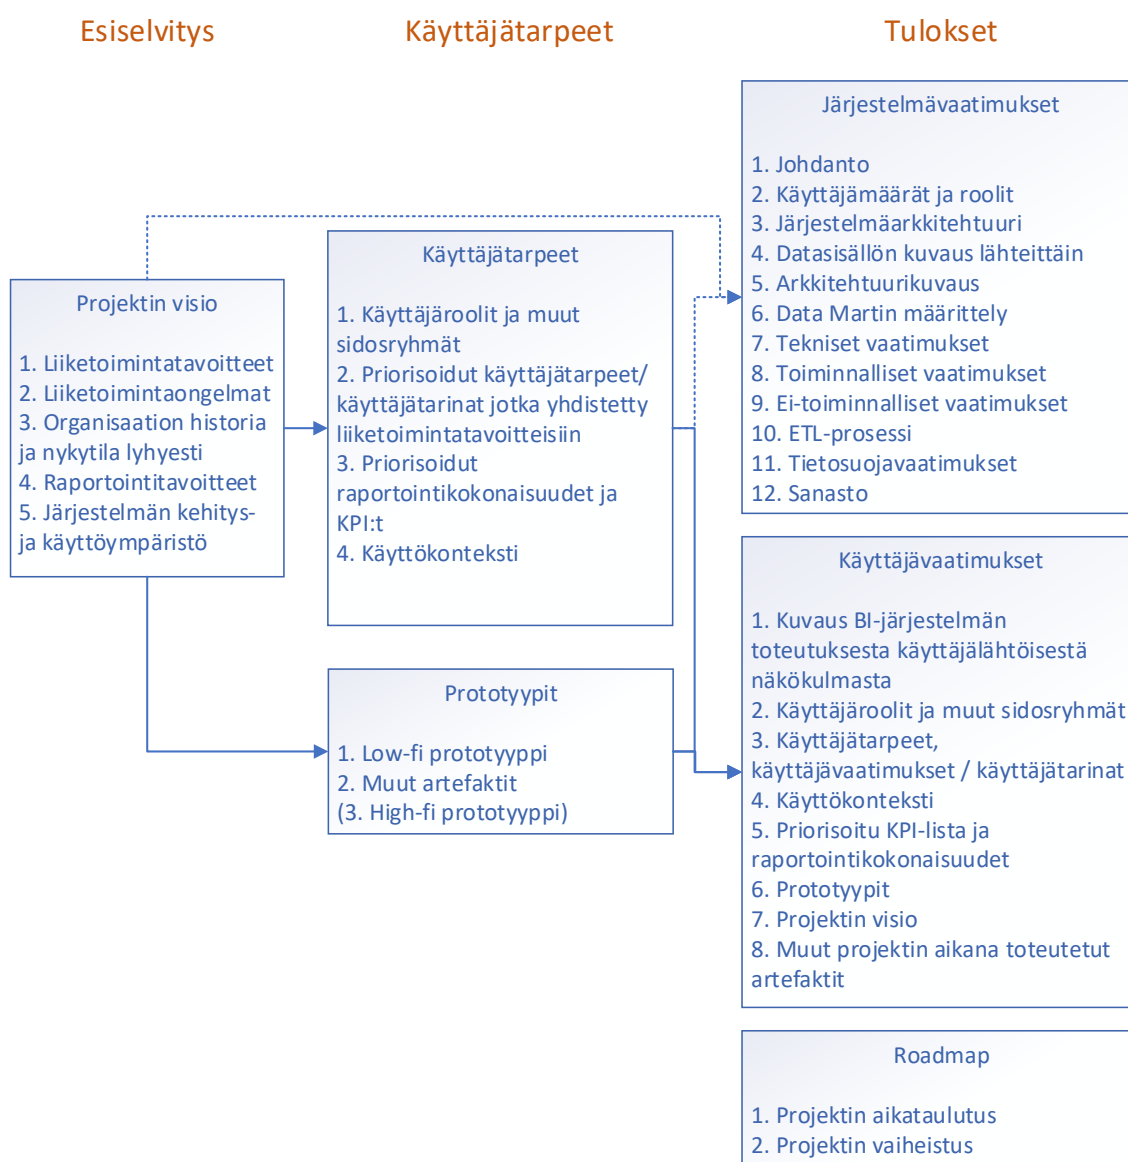 Esiselvitys
Käyttäjätarpeet
Tulokset
Projektin visio
1. Liiketoimintatavoitteet
2. Liiketoimintaongelmat
3. Organisaation historia
ja nykytila lyhyesti
4. Raportointitavoitteet
5. Järjestelmän kehitys-
ja käyttöympäristö
Käyttäjätarpeet
1. Käyttäjäroolit ja muut
sidosryhmät
2. Priorisoidut käyttäjätarpeet/
käyttäjätarinat jotka yhdistetty
liiketoimintatavoitteisiin
3. Priorisoidut
raportointikokonaisuudet ja
KPI:t
4. Käyttökonteksti
Prototyypit
1. Low-fi prototyyppi
2. Muut artefaktit
(3. High-fi prototyyppi)
Järjestelmävaatimukset
1. Johdanto
2. Käyttäjämäärät ja roolit
3. Järjestelmäarkkitehtuuri
4. Datasisällön kuvaus lähteittäin
5. Arkkitehtuurikuvaus
6. Data Martin määrittely
7. Tekniset vaatimukset
8. Toiminnalliset vaatimukset
9. Ei-toiminnalliset vaatimukset
10. ETL-prosessi
11. Tietosuojavaatimukset
12. Sanasto
Käyttäjävaatimukset
1. Kuvaus BI-järjestelmän
toteutuksesta käyttäjälähtöisestä
näkökulmasta
2. Käyttäjäroolit ja muut sidosryhmät
3. Käyttäjätarpeet,
käyttäjävaatimukset / käyttäjätarinat
4. Käyttökonteksti
5. Priorisoitu KPI-lista ja
raportointikokonaisuudet
6. Prototyypit
7. Projektin visio
8. Muut projektin aikana toteutetut
artefaktit
Roadmap
1. Projektin aikataulutus
2. Projektin vaiheistus